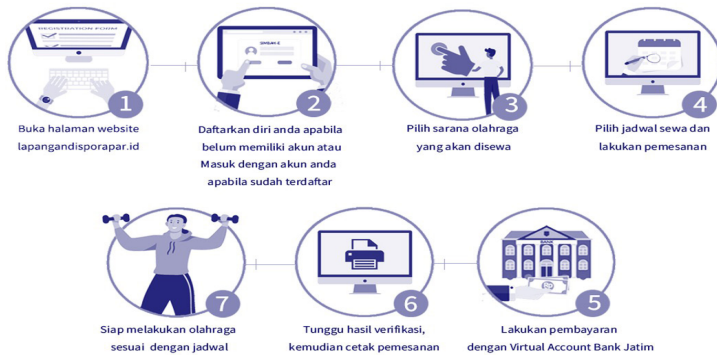 REGISTRATION FORM
1
Buka halaman website
lapangandisporapar.id
2
Daftarkan diri anda apabila
belum memiliki akun atau
Masuk dengan akun anda
apabila sudah terdaftar
3
Pilih sarana olahraga
yang akan disewa
4
Pilih jadwal sewa dan
lakukan pemesanan
BANK
5
Lakukan pembayaran
dengan Virtual Account Bank Jatim
6
Tunggu hasil verifikasi,
kemudian cetak pemesanan
7
Siap melakukan olahraga
sesuai dengan jadwal